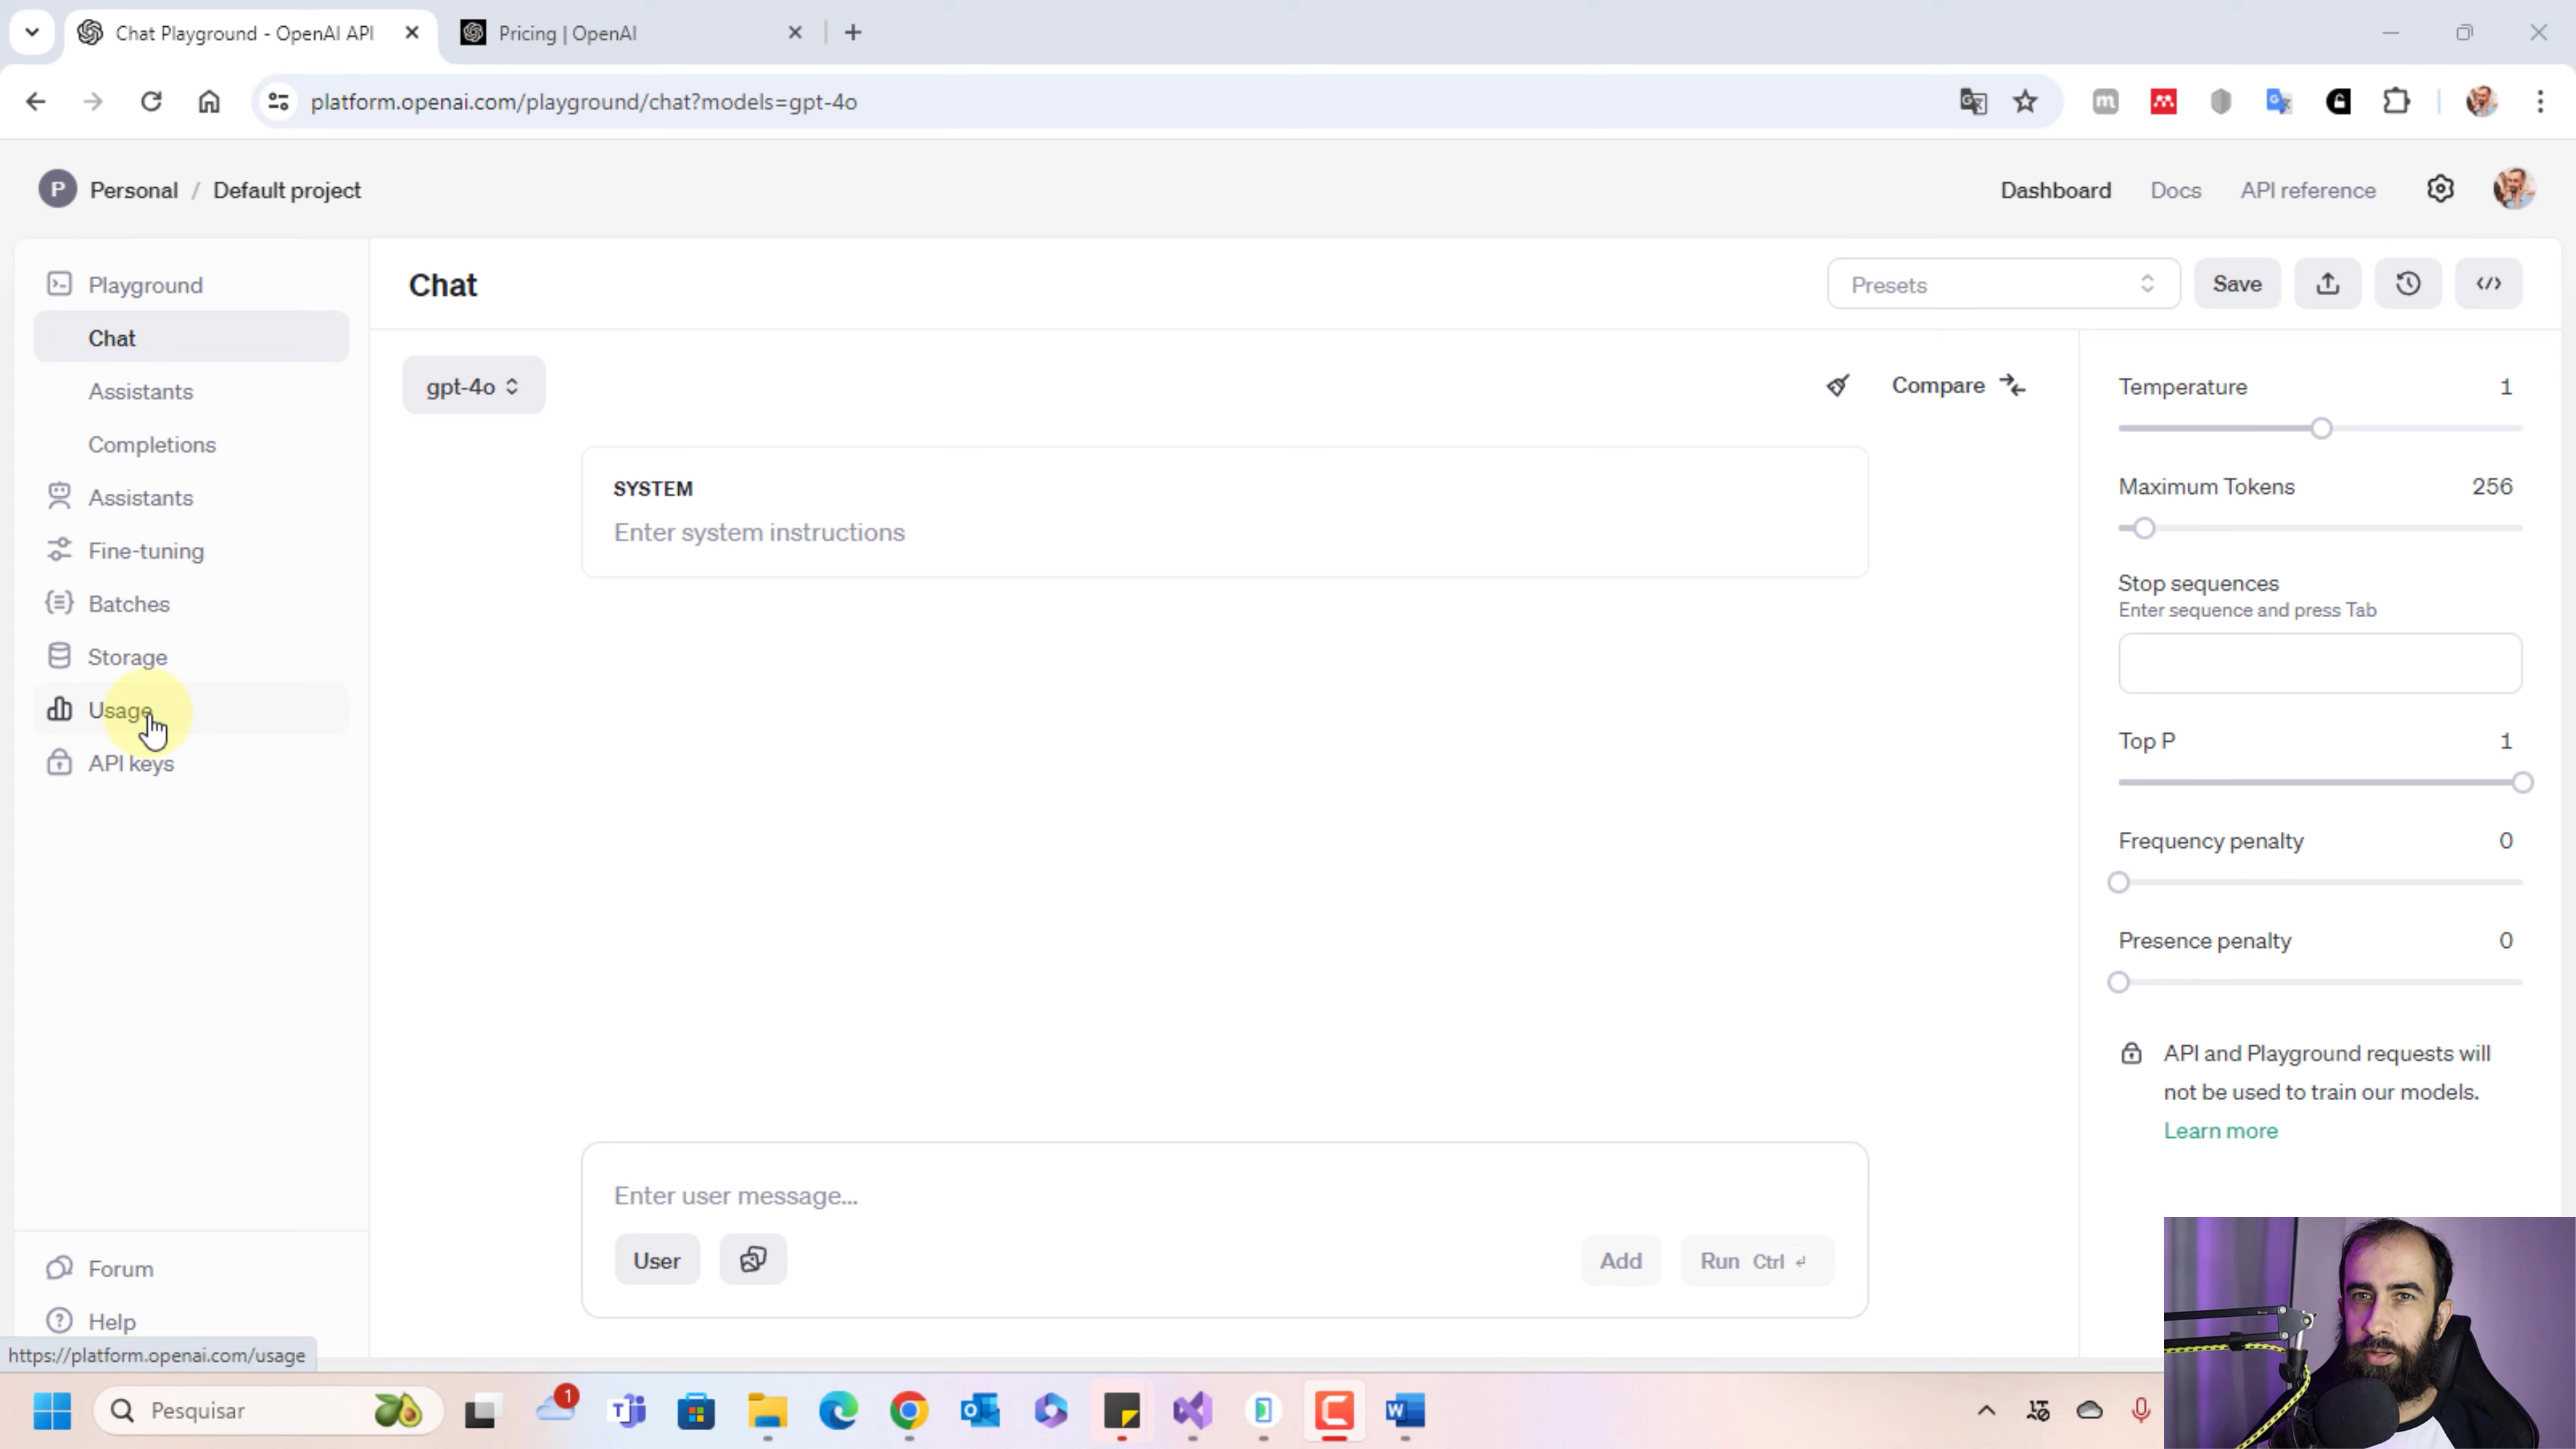 Chat Playground - OpenAI API
Pricing | OpenAI
platform.openai.com/playground/chat?models=gpt-4o
P Personal / Default project
Dashboard Docs API reference
Playground
Chat
Assistants
Completions
Assistants
Fine-tuning
Batches
Storage
Usage
API keys
Forum
Help
https://platform.openai.com/usage
Chat
Presets
Save
gpt-4o
Compare
SYSTEM
Enter system instructions
Enter user message...
User
Add
Run Ctrl ↵
Temperature 1
Maximum Tokens 256
Stop sequences
Enter sequence and press Tab
Top P 1
Frequency penalty 0
Presence penalty 0
API and Playground requests will
not be used to train our models.
Learn more
Pesquisar
1